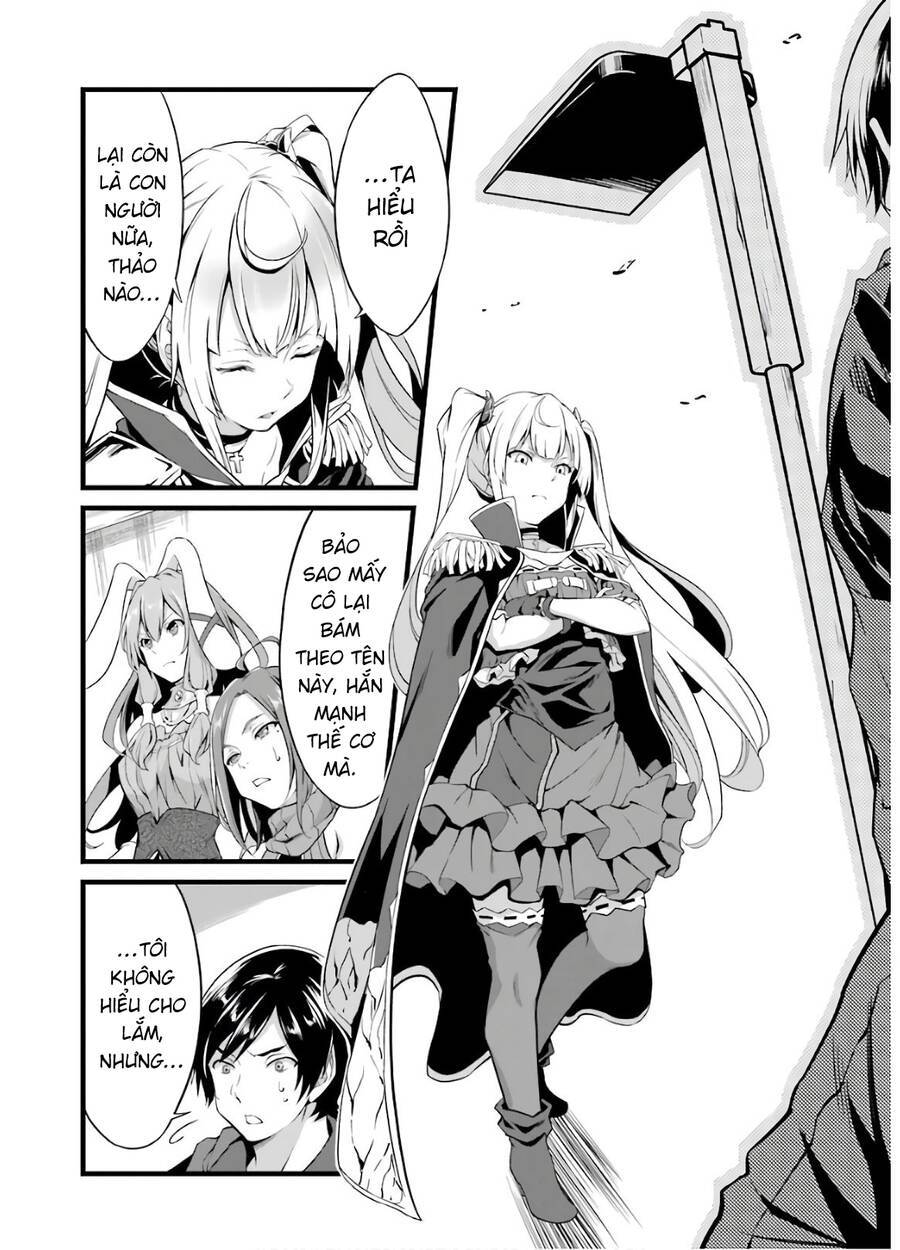 ...TA
HIỂU
RỒI
LẠI CÒN
LÀ CON
NGƯỜI
NỮA,
THẢO
NÀO...
BẢO
SAO MẤY
CÔ LẠI
BÁM
THEO TÊN
NÀY, HẮN
MẠNH
THẾ CƠ
MÀ.
...TÔI
KHÔNG
HIỂU CHO
LẮM,
NHƯNG...